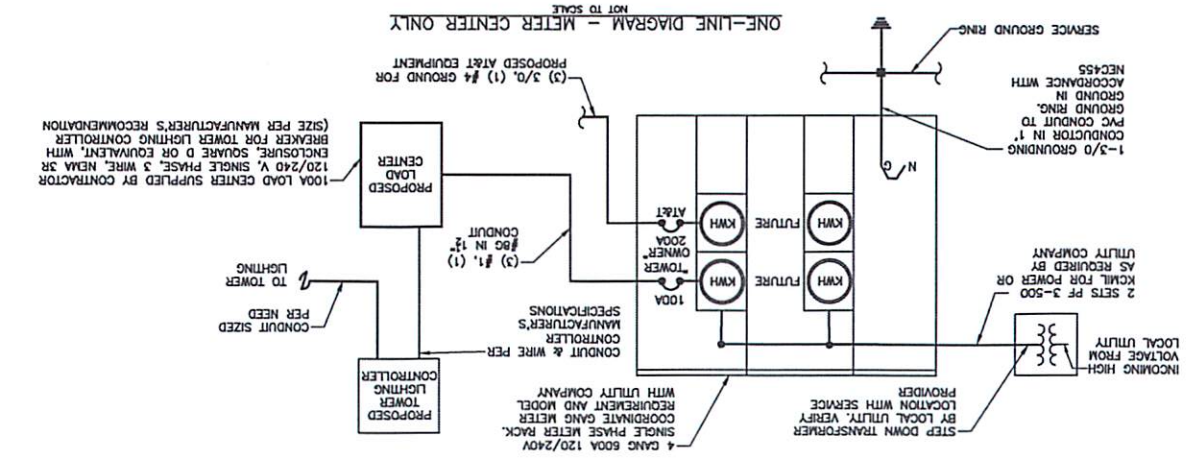 4 GANG 600A 120/240V
SINGLE PHASE METER RACK.
COORDINATE GANG METER
REQUIREMENT AND MODEL
WITH UTILITY COMPANY
STEP DOWN TRANSFORMER
BY LOCAL UTILITY. VERIFY
LOCATION WITH SERVICE
PROVIDER
PROPOSED
TOWER
LIGHTING
CONTROLLER
INCOMING HIGH
VOLTAGE FROM
LOCAL UTILITY
CONDUIT & WIRE PER
CONTROLLER
MANUFACTURER'S
SPECIFICATIONS
CONDUIT SIZED
PER NEED
TO TOWER
LIGHTING
2 SETS PF 3-500
KCMIL FOR POWER OR
AS REQUIRED BY
UTILITY COMPANY
100A
"TOWER
OWNER"
KWH
FUTURE
KWH
(3) #1, (1)
#8G IN 1½"
CONDUIT
200A
AT&T
KWH
FUTURE
KWH
100A LOAD CENTER SUPPLIED BY CONTRACTOR
120/240 V, SINGLE PHASE, 3 WIRE, NEMA 3R
ENCLOSURE, SQUARE D OR EQUIVALENT, WITH
BREAKER FOR TOWER LIGHTING CONTROLLER
(SIZE PER MANUFACTURER'S RECOMMENDATION
PROPOSED
LOAD
CENTER
N
G
1-3/0 GROUNDING
CONDUCTOR IN 1"
PVC CONDUIT TO
GROUND RING.
GROUND IN
ACCORDANCE WITH
NEC455
(3) 3/0, (1) #4 GROUND FOR
PROPOSED AT&T EQUIPMENT
SERVICE GROUND RING
ONE-LINE DIAGRAM - METER CENTER ONLY
NOT TO SCALE